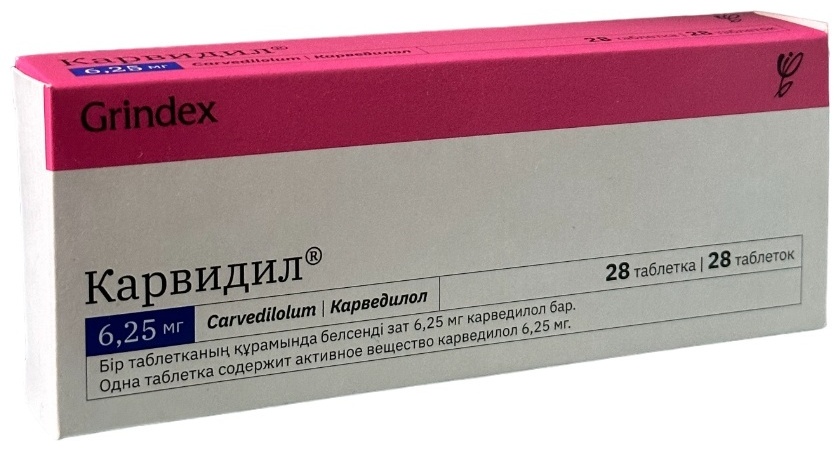 Карвидил®
6,25 мг Carvedilolum | Карведилол 28 таблетка | 28 таблеток
Grindex
Карвидил®
28 таблетка | 28 таблеток
6,25 мг Carvedilolum | Карведилол
Бір таблетканың құрамында белсенді зат 6,25 мг карведилол бар.
Одна таблетка содержит активное вещество карведилол 6,25 мг.